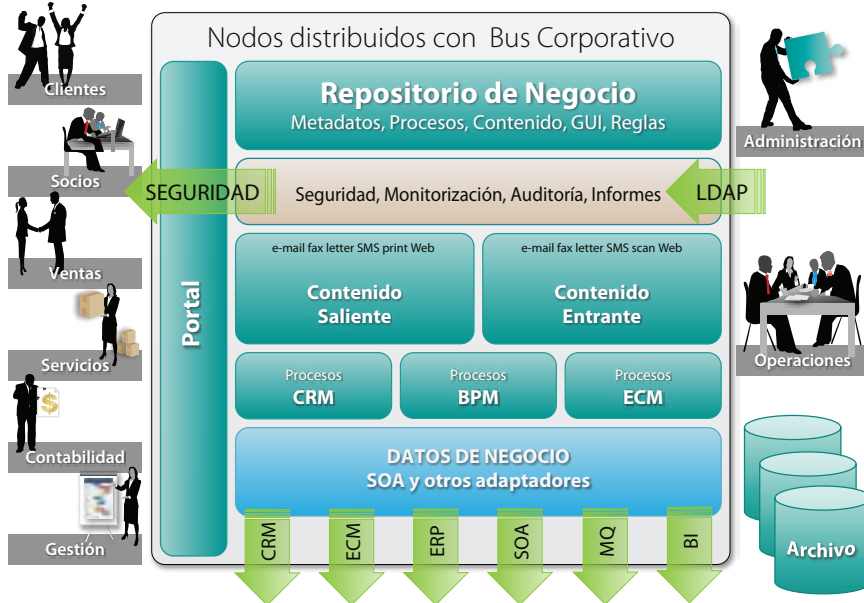 Nodos distribuidos con Bus Corporativo
Clientes
Socios
Ventas
Servicios
Contabilidad
Gestión
Portal
Repositorio de Negocio
Metadatos, Procesos, Contenido, GUI, Reglas
SEGURIDAD
Seguridad, Monitorización, Auditoría, Informes
LDAP
e-mail fax letter SMS print Web
Contenido
Saliente
e-mail fax letter SMS scan Web
Contenido
Entrante
Procesos
CRM
Procesos
BPM
Procesos
ECM
DATOS DE NEGOCIO
SOA y otros adaptadores
CRM
ECM
ERP
SOA
MQ
BI
Administración
Operaciones
Archivo
$